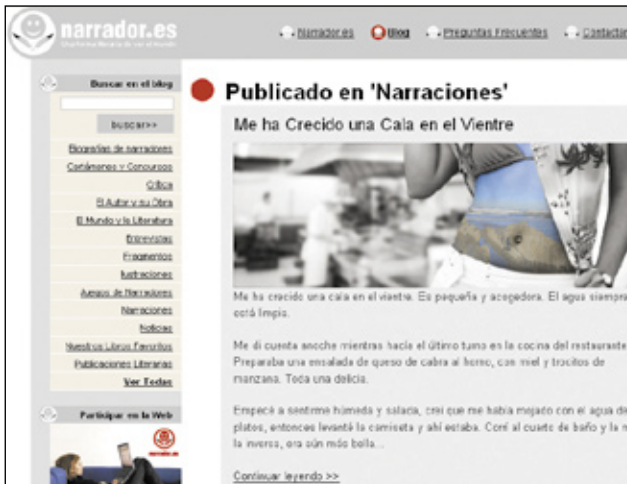 narrador.es
Narrador.es
Blog
Preguntas Frecuentes
Contactar
Buscar en el blog
buscar>>
Biografías de narradores
Certámenes y Concursos
Crítica
El Autor y su Obra
El Mundo y la Literatura
Entrevistas
Fragmentos
Ilustraciones
Juegos de Narradores
Narraciones
Noticias
Nuestros Libros Favoritos
Publicaciones Literarias
Ver Todas
Participar en la Web
Publicado en 'Narraciones'
Me ha Crecido una Cala en el Vientre
Me ha crecido una cala en el vientre. Es pequeña y acogedora. El agua siempre
está limpia.
Me di cuenta anoche mientras hacía el último turno en la cocina del restaurante.
Preparaba una ensalada de queso de cabra al horno, con miel y trocitos de
manzana. Toda una delicia.
Empecé a sentirme húmeda y salada, creí que me había mojado con el agua de
platos, entonces levanté la camiseta y ahí estaba. Corrí al cuarto de baño y la
la inversa, era aún más bella...
Continuar leyendo >>